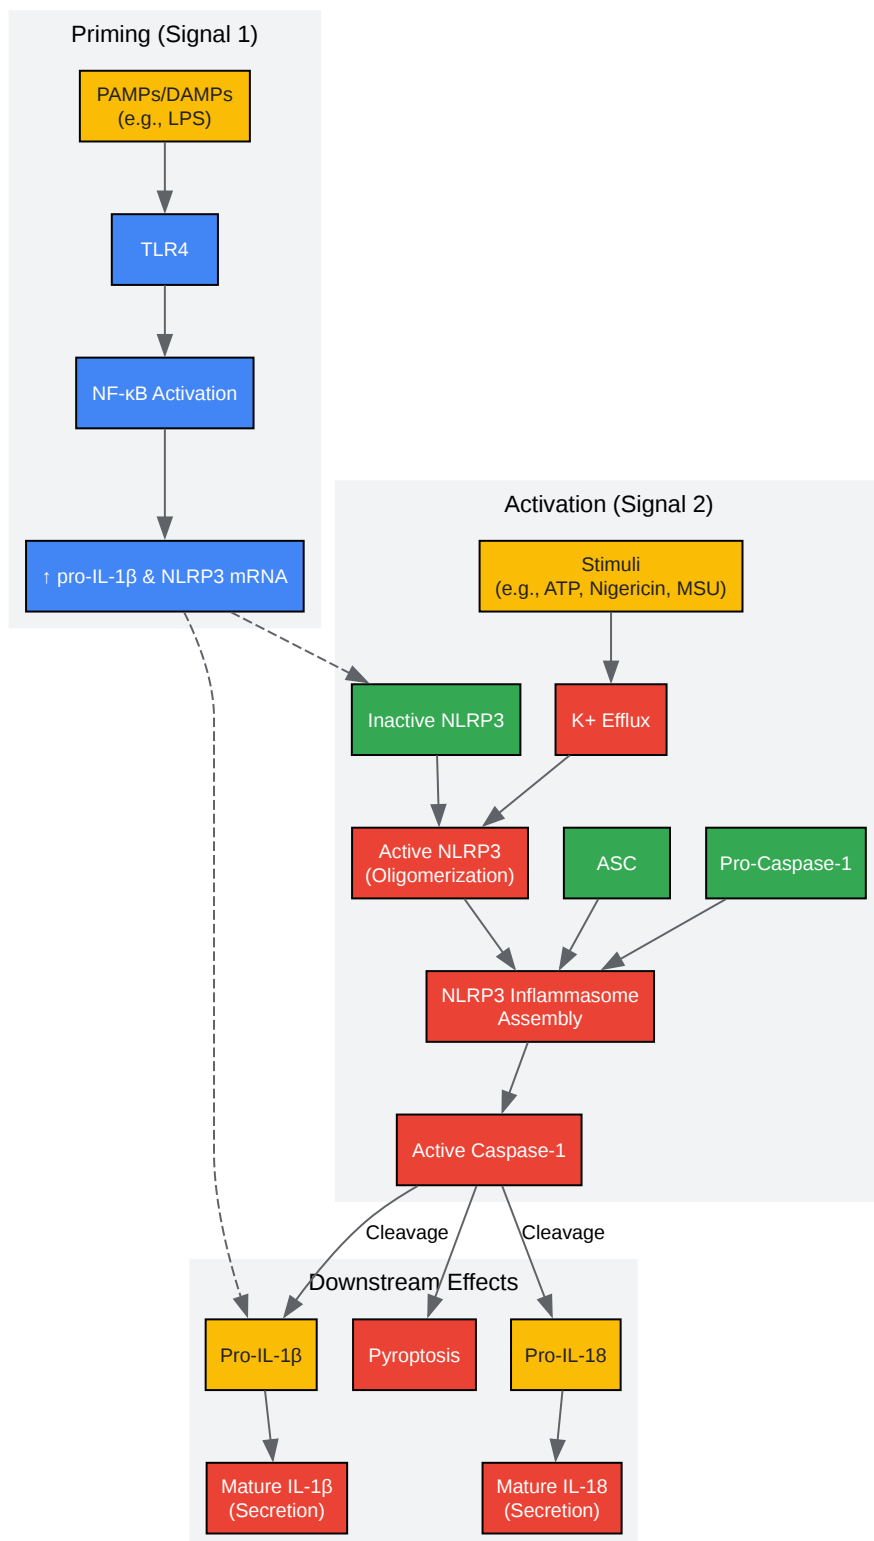 Priming (Signal 1)
PAMPs/DAMPs
(e.g., LPS)
TLR4
NF-κB Activation
↑ pro-IL-1β & NLRP3 mRNA
Activation (Signal 2)
Stimuli
(e.g., ATP, Nigericin, MSU)
Inactive NLRP3
K+ Efflux
Active NLRP3
(Oligomerization)
ASC
Pro-Caspase-1
NLRP3 Inflammasome
Assembly
Active Caspase-1
Cleavage
Cleavage
Downstream Effects
Pro-IL-1β
Pyroptosis
Pro-IL-18
Mature IL-1β
(Secretion)
Mature IL-18
(Secretion)